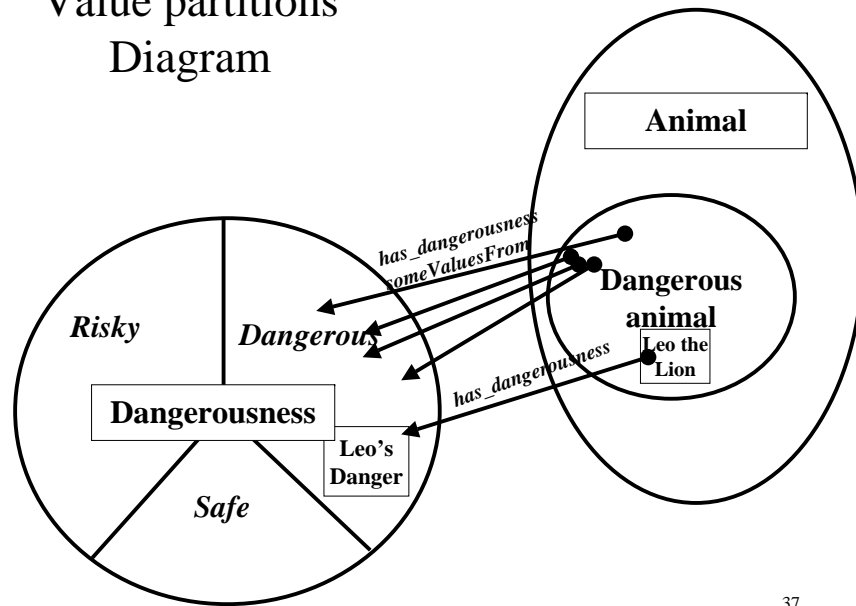 Value partitions
Diagram
Animal
has_dangerousness
someValuesFrom
Dangerous
animal
Risky
Dangerous
Leo the
Lion
has_dangerousness
Dangerousness
Leo's
Danger
Safe
37